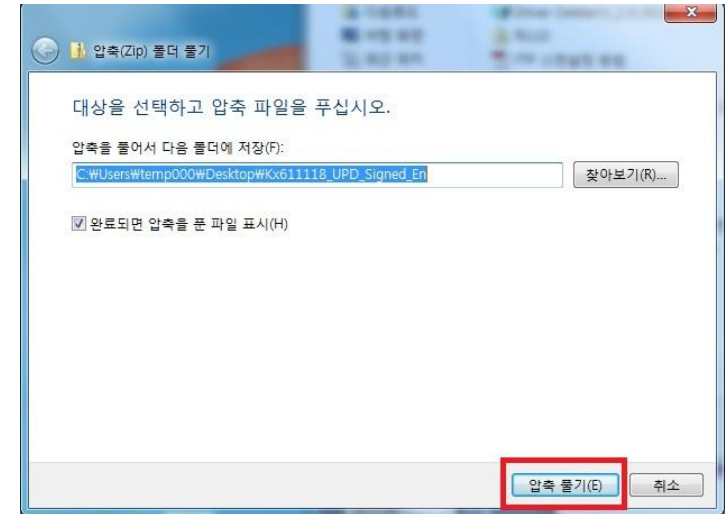 압축(Zip) 폴더 풀기
대상을 선택하고 압축 파일을 푸십시오.
압축을 풀어서 다음 폴더에 저장(F):
C:₩Users₩temp000₩Desktop₩Kx611118_UPD_Signed_En
찾아보기(R)...
완료되면 압축을 푼 파일 표시(H)
압축 풀기(E)
취소